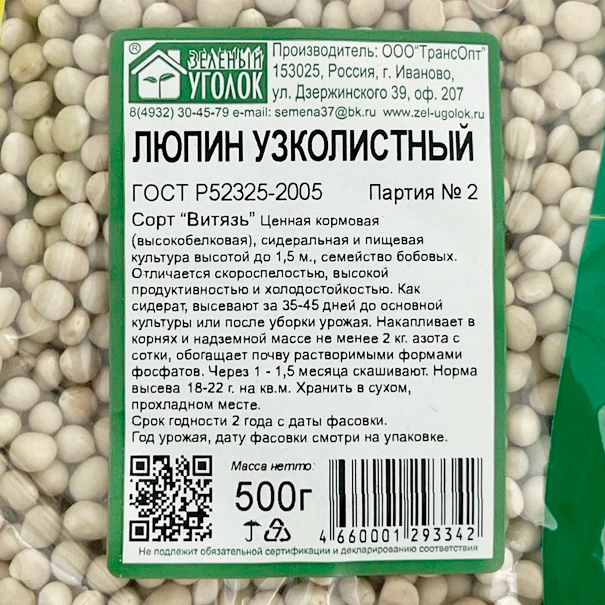 ®
ЗЕЛЕНЫЙ
УГОЛОК
Производитель: ООО"ТрансОпт"
153025, Россия, г. Иваново,
ул. Дзержинского 39, оф. 207
8(4932) 30-45-79 e-mail: semena37@bk.ru www.zel-ugolok.ru
ЛЮПИН УЗКОЛИСТНЫЙ
ГОСТ Р52325-2005 Партия № 2
Сорт "Витязь" Ценная кормовая
(высокобелковая), сидеральная и пищевая
культура высотой до 1,5 м., семейство бобовых.
Отличается скороспелостью, высокой
продуктивностью и холодостойкостью. Как
сидерат, высевают за 35-45 дней до основной
культуры или после уборки урожая. Накапливает в
корнях и надземной массе не менее 2 кг. азота с
сотки, обогащает почву растворимыми формами
фосфатов. Через 1 - 1,5 месяца скашивают. Норма
высева 18-22 г. на кв.м. Хранить в сухом,
прохладном месте.
Срок годности 2 года с даты фасовки.
Год урожая, дату фасовки смотри на упаковке.
Масса нетто:
500г
4 660001 293342
Не подлежит обязательной сертификации и декларированию соответствия